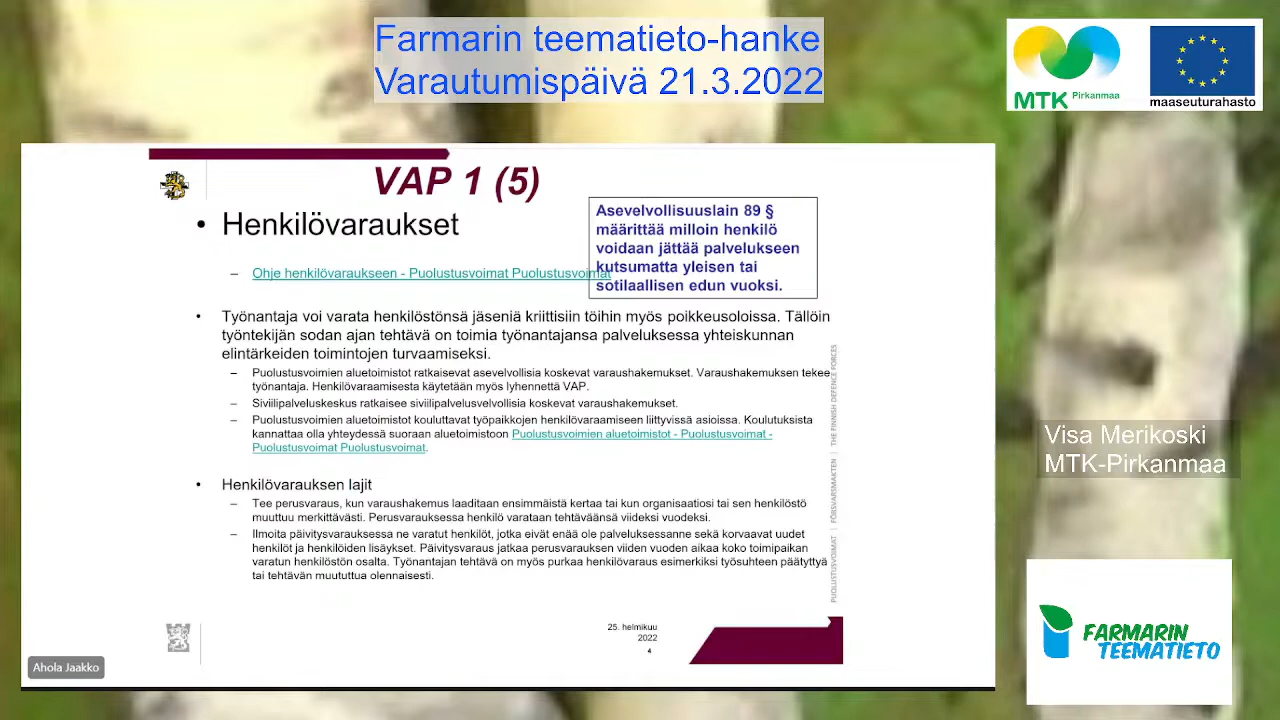 Farmarin teematieto-hanke
Varautumispäivä 21.3.2022
MTK Pirkanmaa
maaseuturahasto
VAP 1 (5)
• Henkilövaraukset
Asevelvollisuuslain 89 §
määrittää milloin henkilö
voidaan jättää palvelukseen
kutsumatta yleisen tai
sotilaallisen edun vuoksi.
– Ohje henkilövaraukseen - Puolustusvoimat Puolustusvoimat
• Työnantaja voi varata henkilöstönsä jäseniä kriittisiin töihin myös poikkeusoloissa. Tällöin
työntekijän sodan ajan tehtävä on toimia työnantajansa palveluksessa yhteiskunnan
elintärkeiden toimintojen turvaamiseksi.
– Puolustusvoimien aluetoimistot ratkaisevat asevelvollisia koskevat varaushakemukset. Varaushakemuksen tekee
työnantaja. Henkilövaraamisesta käytetään myös lyhennettä VAP.
– Siviilipalveluskeskus ratkaisee siviilipalvelusvelvollisia koskevat varaushakemukset.
– Puolustusvoimien aluetoimistot kouluttavat työpaikkojen henkilövaraamiseen liittyvissä asioissa. Koulutuksista
kannattaa olla yhteydessä suoraan aluetoimistoon Puolustusvoimien aluetoimistot - Puolustusvoimat -
Puolustusvoimat Puolustusvoimat.
• Henkilövarauksen lajit
– Tee perusvaraus, kun varaushakemus laaditaan ensimmäistä kertaa tai kun organisaatiosi tai sen henkilöstö
muuttuu merkittävästi. Perusvarauksessa henkilö varataan tehtäväänsä viideksi vuodeksi.
– Ilmoita päivitysvarauksessa ne varatut henkilöt, jotka eivät enää ole palveluksessanne sekä korvaavat uudet
henkilöt ja henkilöiden lisäykset. Päivitysvaraus jatkaa perusvarauksen viiden vuoden aikaa koko toimipaikan
varatun henkilöstön osalta. Työnantajan tehtävä on myös purkaa henkilövaraus esimerkiksi työsuhteen päätyttyä
tai tehtävän muututtua olennaisesti.
PUOLUSTUSVOIMAT | FÖRSVARSMAKTEN | THE FINNISH DEFENCE FORCES
25. helmikuu
2022
4
Ahola Jaakko
Visa Merikoski
MTK-Pirkanmaa
FARMARIN
TEEMATIETO